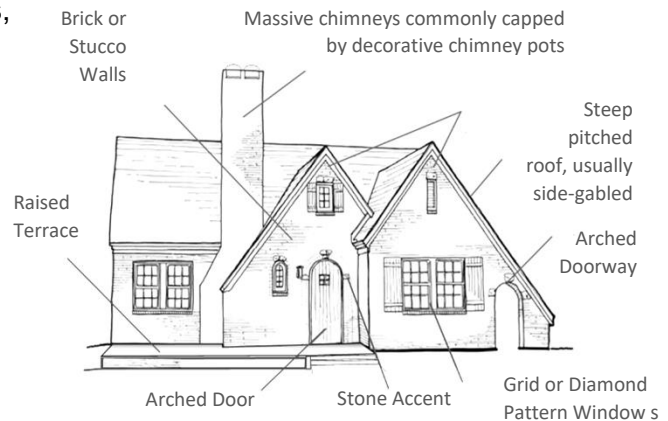 s,
Brick or
Stucco
Walls
Massive chimneys commonly capped
by decorative chimney pots
Steep
pitched
roof, usually
side-gabled
Raised
Terrace
Arched
Doorway
Arched Door
Stone Accent
Grid or Diamond
Pattern Window s